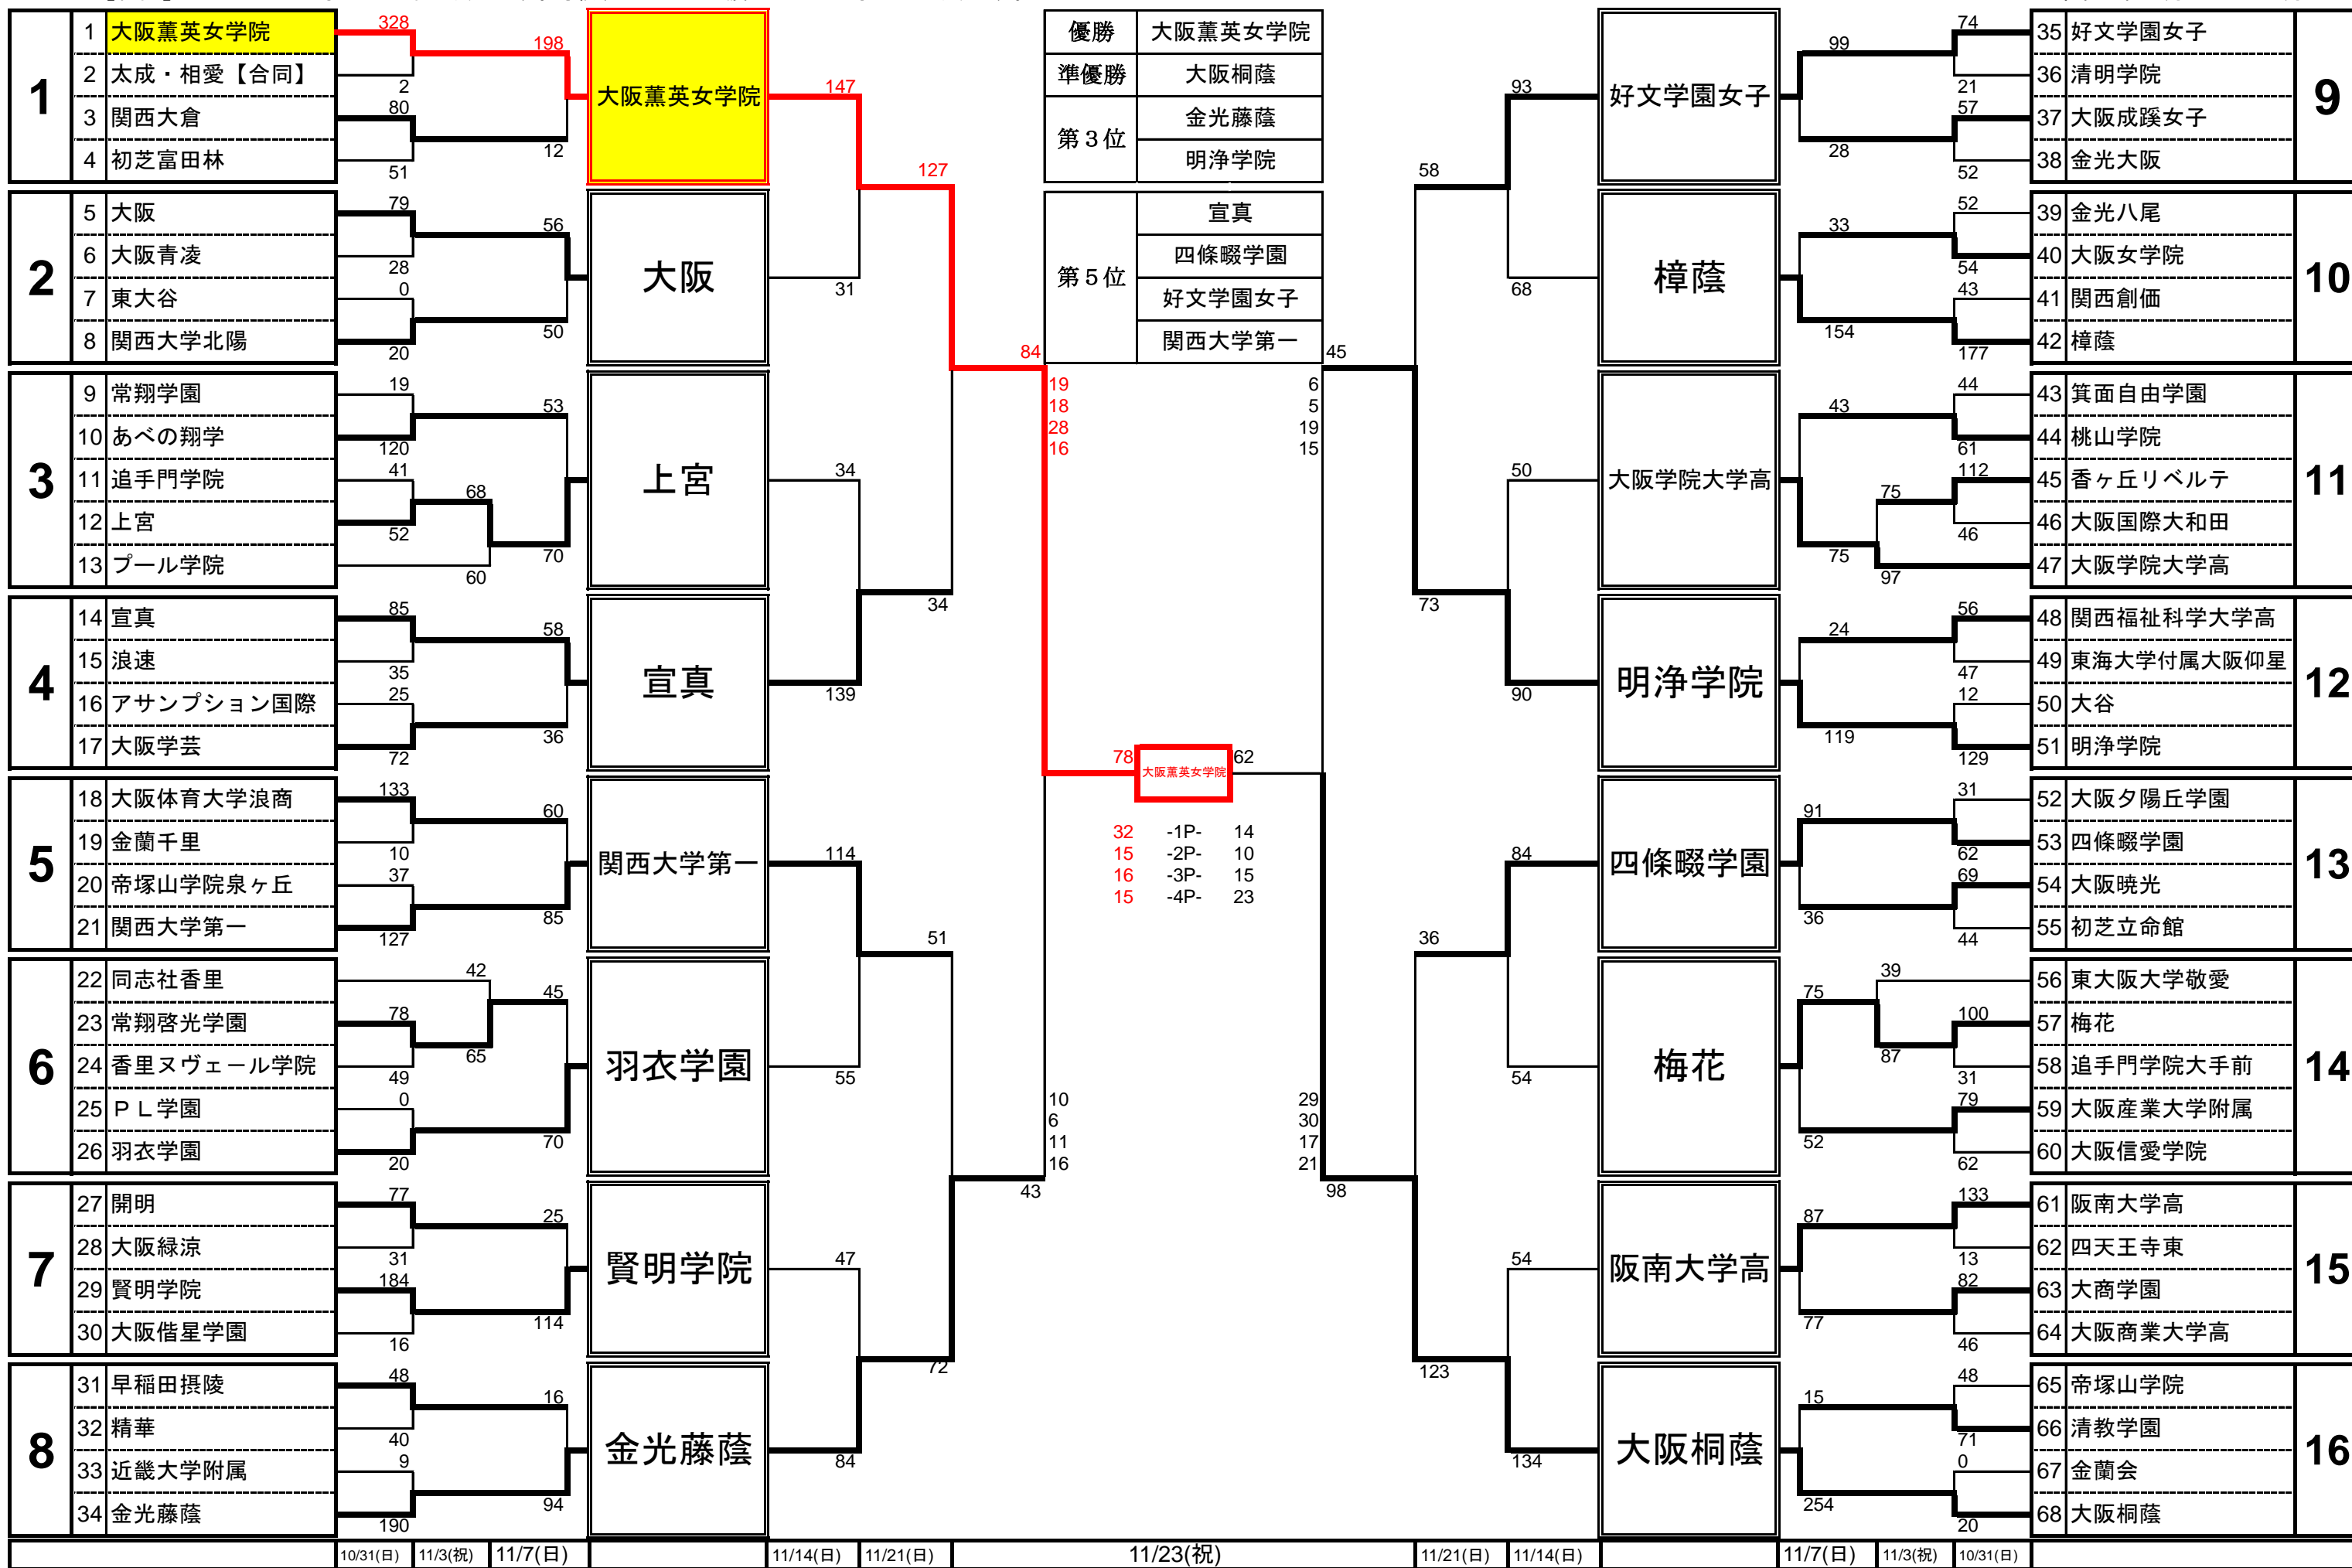 優勝 大阪薫英女学院
準優勝 大阪桐蔭
第３位 金光藤蔭
明浄学院
第５位 宣真
四條畷学園
好文学園女子
関西大学第一
1
1 大阪薫英女学院 328
2 太成・相愛【合同】 2
3 関西大倉 80
4 初芝富田林 51
198
12
大阪薫英女学院 147
2
5 大阪 79
6 大阪青凌 28
7 東大谷 0
8 関西大学北陽 20
56
50
大阪 31
127
3
9 常翔学園 19
10 あべの翔学 120
11 追手門学院 41
12 上宮 52
13 プール学院 60
68
53
70
上宮 34
4
14 宣真 85
15 浪速 35
16 アサンプション国際 25
17 大阪学芸 72
58
36
宣真 139
34
84
19
18
28
16
5
18 大阪体育大学浪商 133
19 金蘭千里 10
20 帝塚山学院泉ヶ丘 37
21 関西大学第一 127
60
85
関西大学第一 114
6
22 同志社香里 42
23 常翔啓光学園 78
24 香里ヌヴェール学院 49
25 ＰＬ学園 0
26 羽衣学園 20
65
45
70
羽衣学園 55
51
7
27 開明 77
28 大阪緑涼 31
29 賢明学院 184
30 大阪偕星学園 16
25
114
賢明学院 47
8
31 早稲田摂陵 48
32 精華 40
33 近畿大学附属 9
34 金光藤蔭 190
16
94
金光藤蔭 84
72
10
6
11
16
43
78 大阪薫英女学院 62
32 -1P- 14
15 -2P- 10
16 -3P- 15
15 -4P- 23
74 35 好文学園女子
21 36 清明学院
57 37 大阪成蹊女子
52 38 金光大阪
9
99
28
93 好文学園女子
52 39 金光八尾
54 40 大阪女学院
43 41 関西創価
177 42 樟蔭
10
33
154
68 樟蔭
58
44 43 箕面自由学園
61 44 桃山学院
112 45 香ヶ丘リベルテ
46 46 大阪国際大和田
97 47 大阪学院大学高
11
75
43
75
50 大阪学院大学高
56 48 関西福祉科学大学高
47 49 東海大学付属大阪仰星
12 50 大谷
129 51 明浄学院
12
24
119
90 明浄学院
73
45
6
5
19
15
31 52 大阪夕陽丘学園
62 53 四條畷学園
69 54 大阪暁光
44 55 初芝立命館
13
91
36
84 四條畷学園
39 56 東大阪大学敬愛
100 57 梅花
31 58 追手門学院大手前
79 59 大阪産業大学附属
62 60 大阪信愛学院
14
87
75
52
54 梅花
36
133 61 阪南大学高
13 62 四天王寺東
82 63 大商学園
46 64 大阪商業大学高
15
87
77
54 阪南大学高
48 65 帝塚山学院
71 66 清教学園
0 67 金蘭会
20 68 大阪桐蔭
16
15
254
134 大阪桐蔭
123
29
30
17
21
98
10/31(日) 11/3(祝) 11/7(日) 11/14(日) 11/21(日) 11/23(祝) 11/21(日) 11/14(日) 11/7(日) 11/3(祝) 10/31(日)